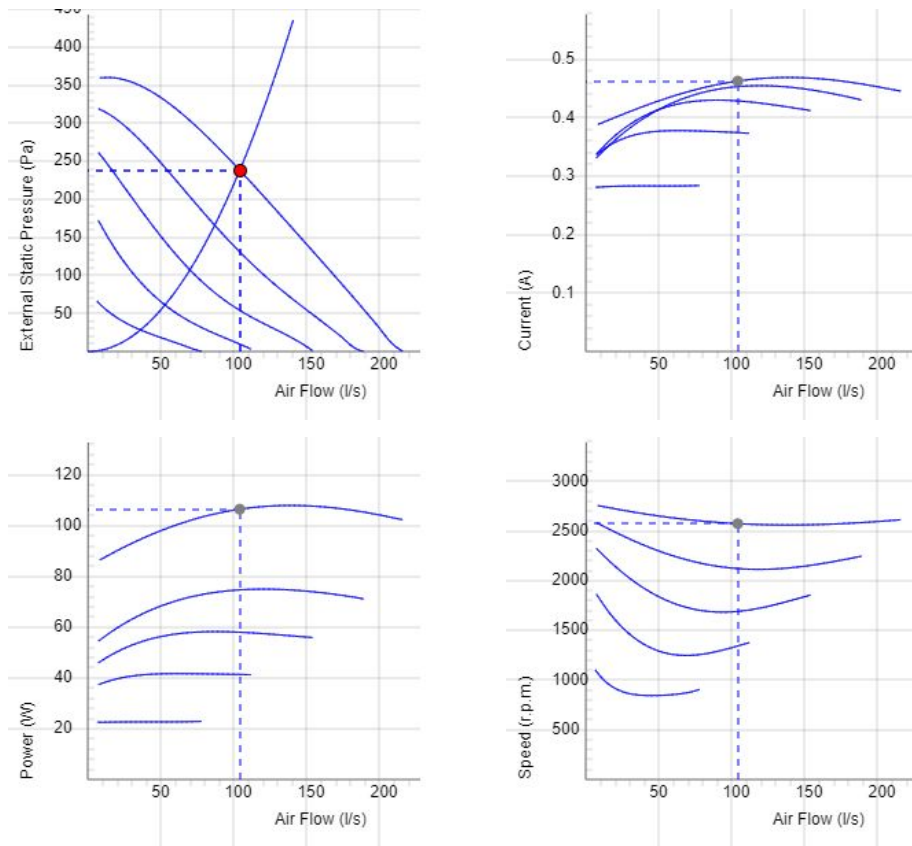 450
400
350
300
250
200
150
100
50
External Static Pressure (Pa)
50 100 150 200
Air Flow (l/s)
0.5
0.4
0.3
0.2
0.1
Current (A)
50 100 150 200
Air Flow (l/s)
120
100
80
60
40
20
Power (W)
50 100 150 200
Air Flow (l/s)
3000
2500
2000
1500
1000
500
Speed (r.p.m.)
50 100 150 200
Air Flow (l/s)